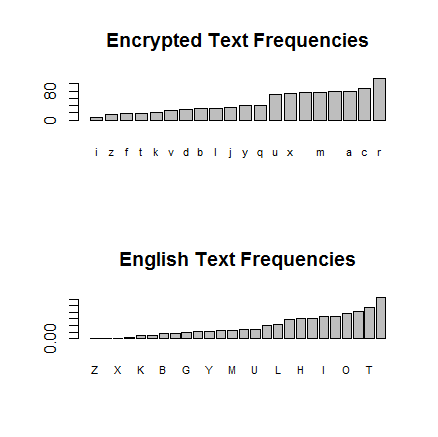 Encrypted Text Frequencies
80
0
i z f t k v d b l j y q u x m a c r
English Text Frequencies
0.00
Z X K B G Y M U L H I O T